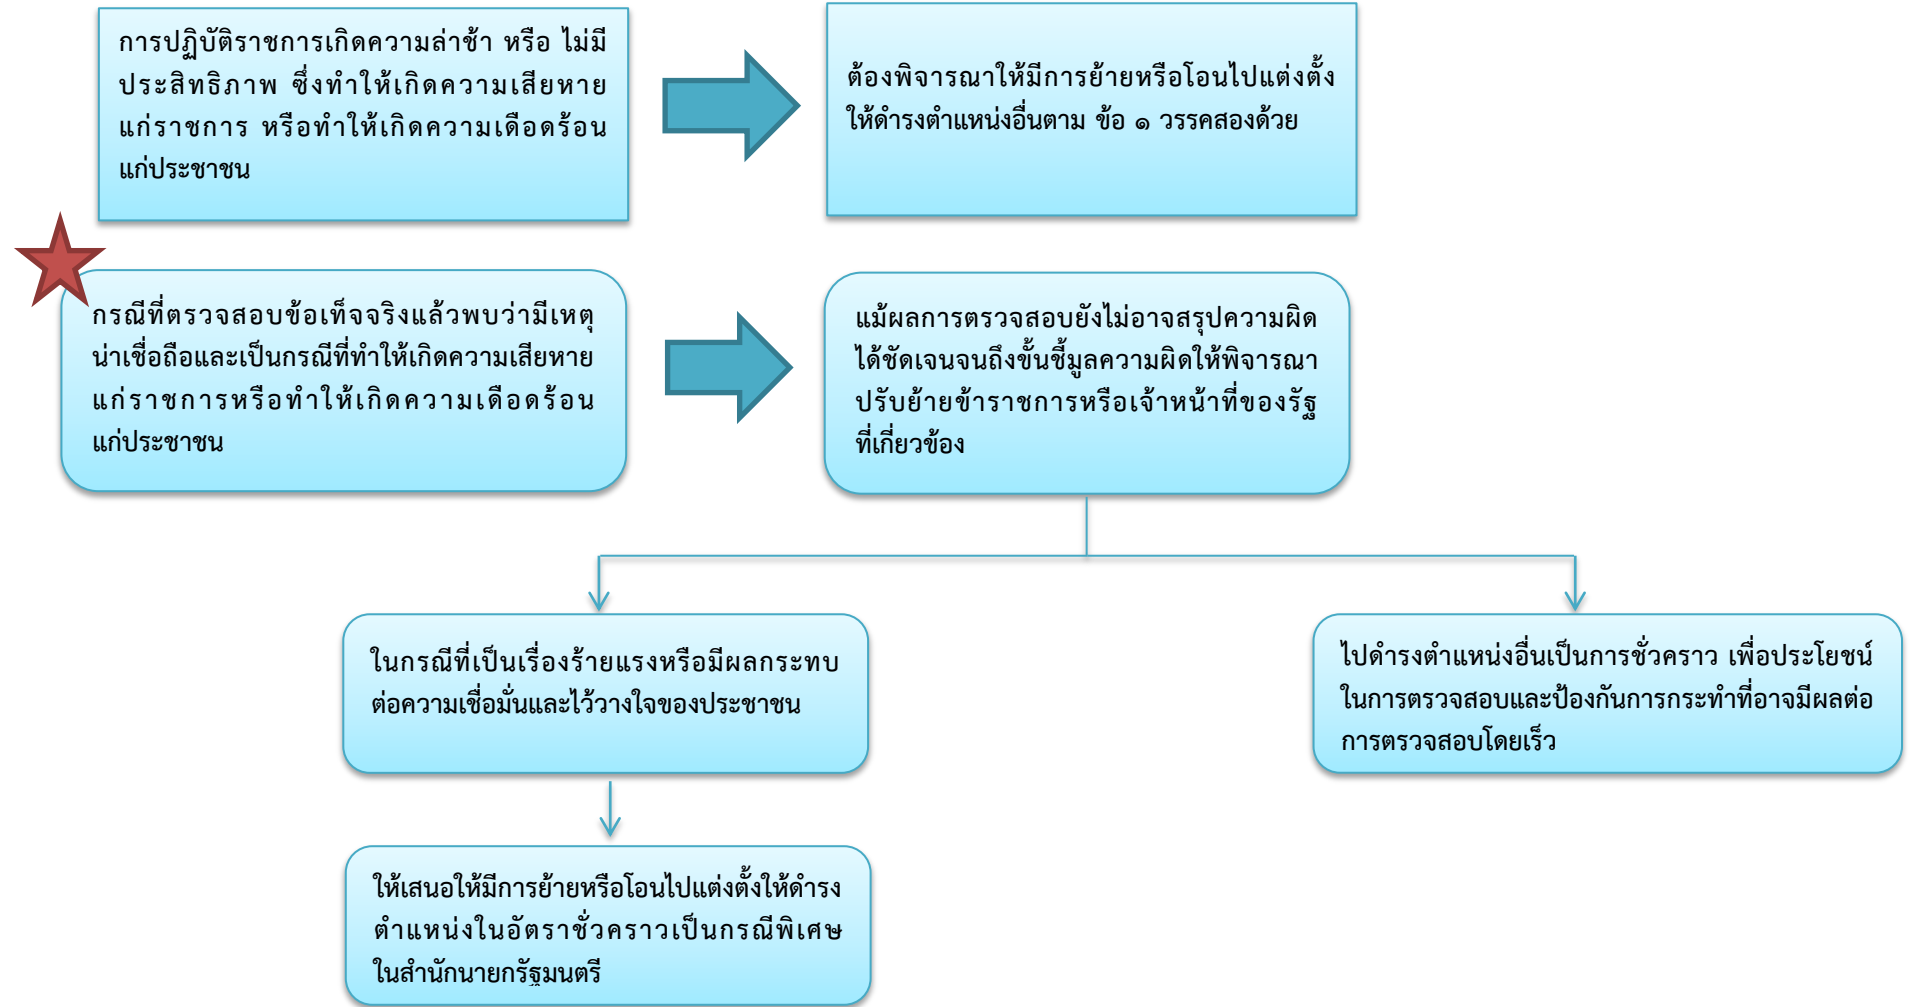 การปฏิบัติราชการเกิดความล่าช้า หรือ ไม่มี
ประสิทธิภาพ ซึ่งทำให้เกิดความเสียหาย
แก่ราชการ หรือทำให้เกิดความเดือดร้อน
แก่ประชาชน
ต้องพิจารณาให้มีการย้ายหรือโอนไปแต่งตั้ง
ให้ดำรงตำแหน่งอื่นตาม ข้อ ๑ วรรคสองด้วย
กรณีที่ตรวจสอบข้อเท็จจริงแล้วพบว่ามีเหตุ
น่าเชื่อถือและเป็นกรณีที่ทำให้เกิดความเสียหาย
แก่ราชการหรือทำให้เกิดความเดือดร้อน
แก่ประชาชน
แม้ผลการตรวจสอบยังไม่อาจสรุปความผิด
ได้ชัดเจนจนถึงขั้นชี้มูลความผิดให้พิจารณา
ปรับย้ายข้าราชการหรือเจ้าหน้าที่ของรัฐ
ที่เกี่ยวข้อง
ในกรณีที่เป็นเรื่องร้ายแรงหรือมีผลกระทบ
ต่อความเชื่อมั่นและไว้วางใจของประชาชน
ไปดำรงตำแหน่งอื่นเป็นการชั่วคราว เพื่อประโยชน์
ในการตรวจสอบและป้องกันการกระทำที่อาจมีผลต่อ
การตรวจสอบโดยเร็ว
ให้เสนอให้มีการย้ายหรือโอนไปแต่งตั้งให้ดำรง
ตำแหน่งในอัตราชั่วคราวเป็นกรณีพิเศษ
ในสำนักนายกรัฐมนตรี